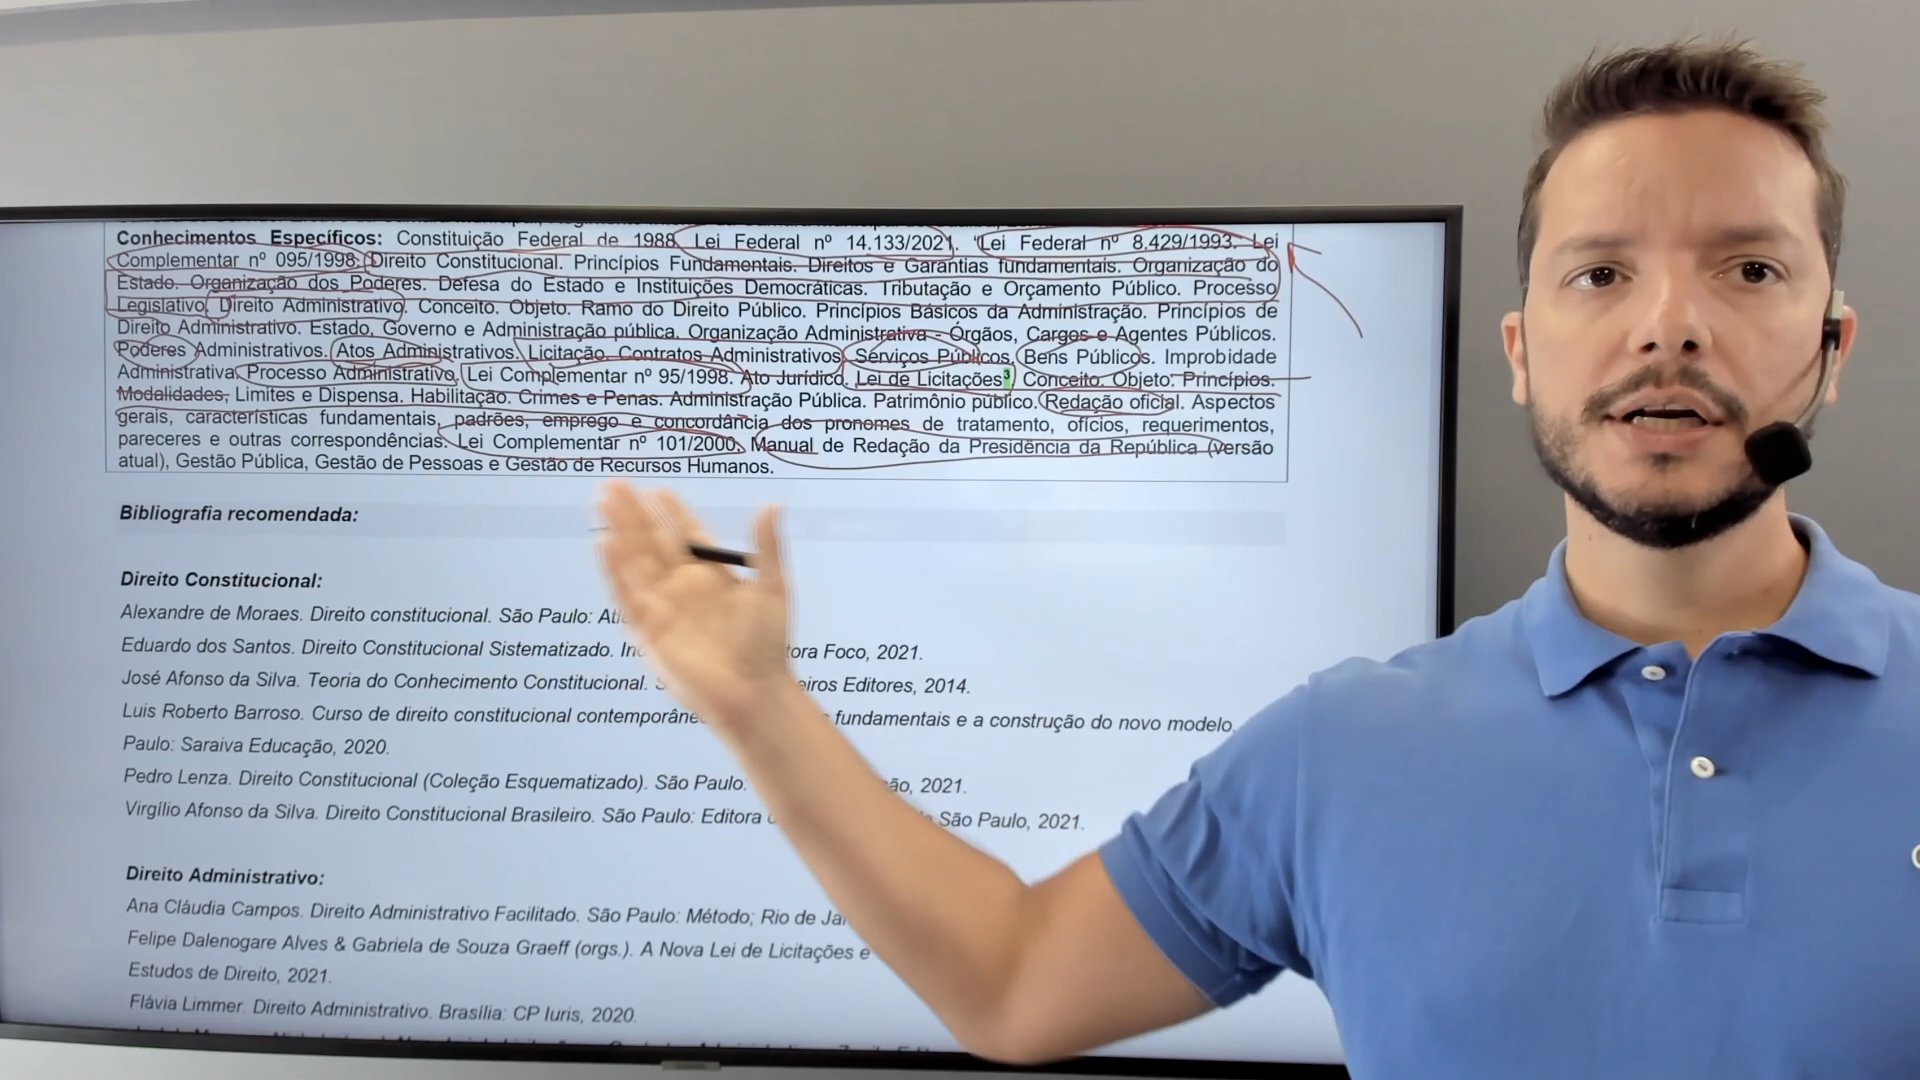 Conhecimentos Específicos: Constituição Federal de 1988. Lei Federal nº 14.133/2021. Lei Federal nº 8.429/1993. Lei
Complementar nº 095/1998. Direito Constitucional. Princípios Fundamentais. Direitos e Garantias fundamentais. Organização do
Estado. Organização dos Poderes. Defesa do Estado e Instituições Democráticas. Tributação e Orçamento Público. Processo
Legislativo. Direito Administrativo. Conceito. Objeto. Ramo do Direito Público. Princípios Básicos da Administração. Princípios de
Direito Administrativo. Estado, Governo e Administração pública. Organização Administrativa - Órgãos, Cargos e Agentes Públicos.
Poderes Administrativos. Atos Administrativos. Licitação. Contratos Administrativos. Serviços Públicos. Bens Públicos. Improbidade
Administrativa. Processo Administrativo. Lei Complementar nº 95/1998. Ato Jurídico. Lei de Licitações³ Conceito. Objeto. Princípios.
Modalidades, Limites e Dispensa. Habilitação. Crimes e Penas. Administração Pública. Patrimônio público. Redação oficial. Aspectos
gerais, características fundamentais, padrões, emprego e concordância dos pronomes de tratamento, ofícios, requerimentos,
pareceres e outras correspondências. Lei Complementar nº 101/2000. Manual de Redação da Presidência da República (versão
atual), Gestão Pública, Gestão de Pessoas e Gestão de Recursos Humanos.
Bibliografia recomendada:
Direito Constitucional:
Alexandre de Moraes. Direito constitucional. São Paulo:
Eduardo dos Santos. Direito Constitucional Sistematizado. Foco, 2021.
José Afonso da Silva. Teoria do Conhecimento Constitucional. Editores, 2014.
Luis Roberto Barroso. Curso de direito constitucional fundamentais e a construção do novo modelo.
Paulo: Saraiva Educação, 2020.
Pedro Lenza. Direito Constitucional (Coleção Esquematizado). São Paulo: 2021.
Virgílio Afonso da Silva. Direito Constitucional Brasileiro. São Paulo: Editora São Paulo, 2021.
Direito Administrativo:
Ana Cláudia Campos. Direito Administrativo Facilitado. São Paulo: Método; Rio de
Felipe Dalenogare Alves & Gabriela de Souza Graeff (orgs.). A Nova Lei de Licitações e
Estudos de Direito, 2021.
Flávia Limmer. Direito Administrativo. Brasília: CP Iuris, 2020.